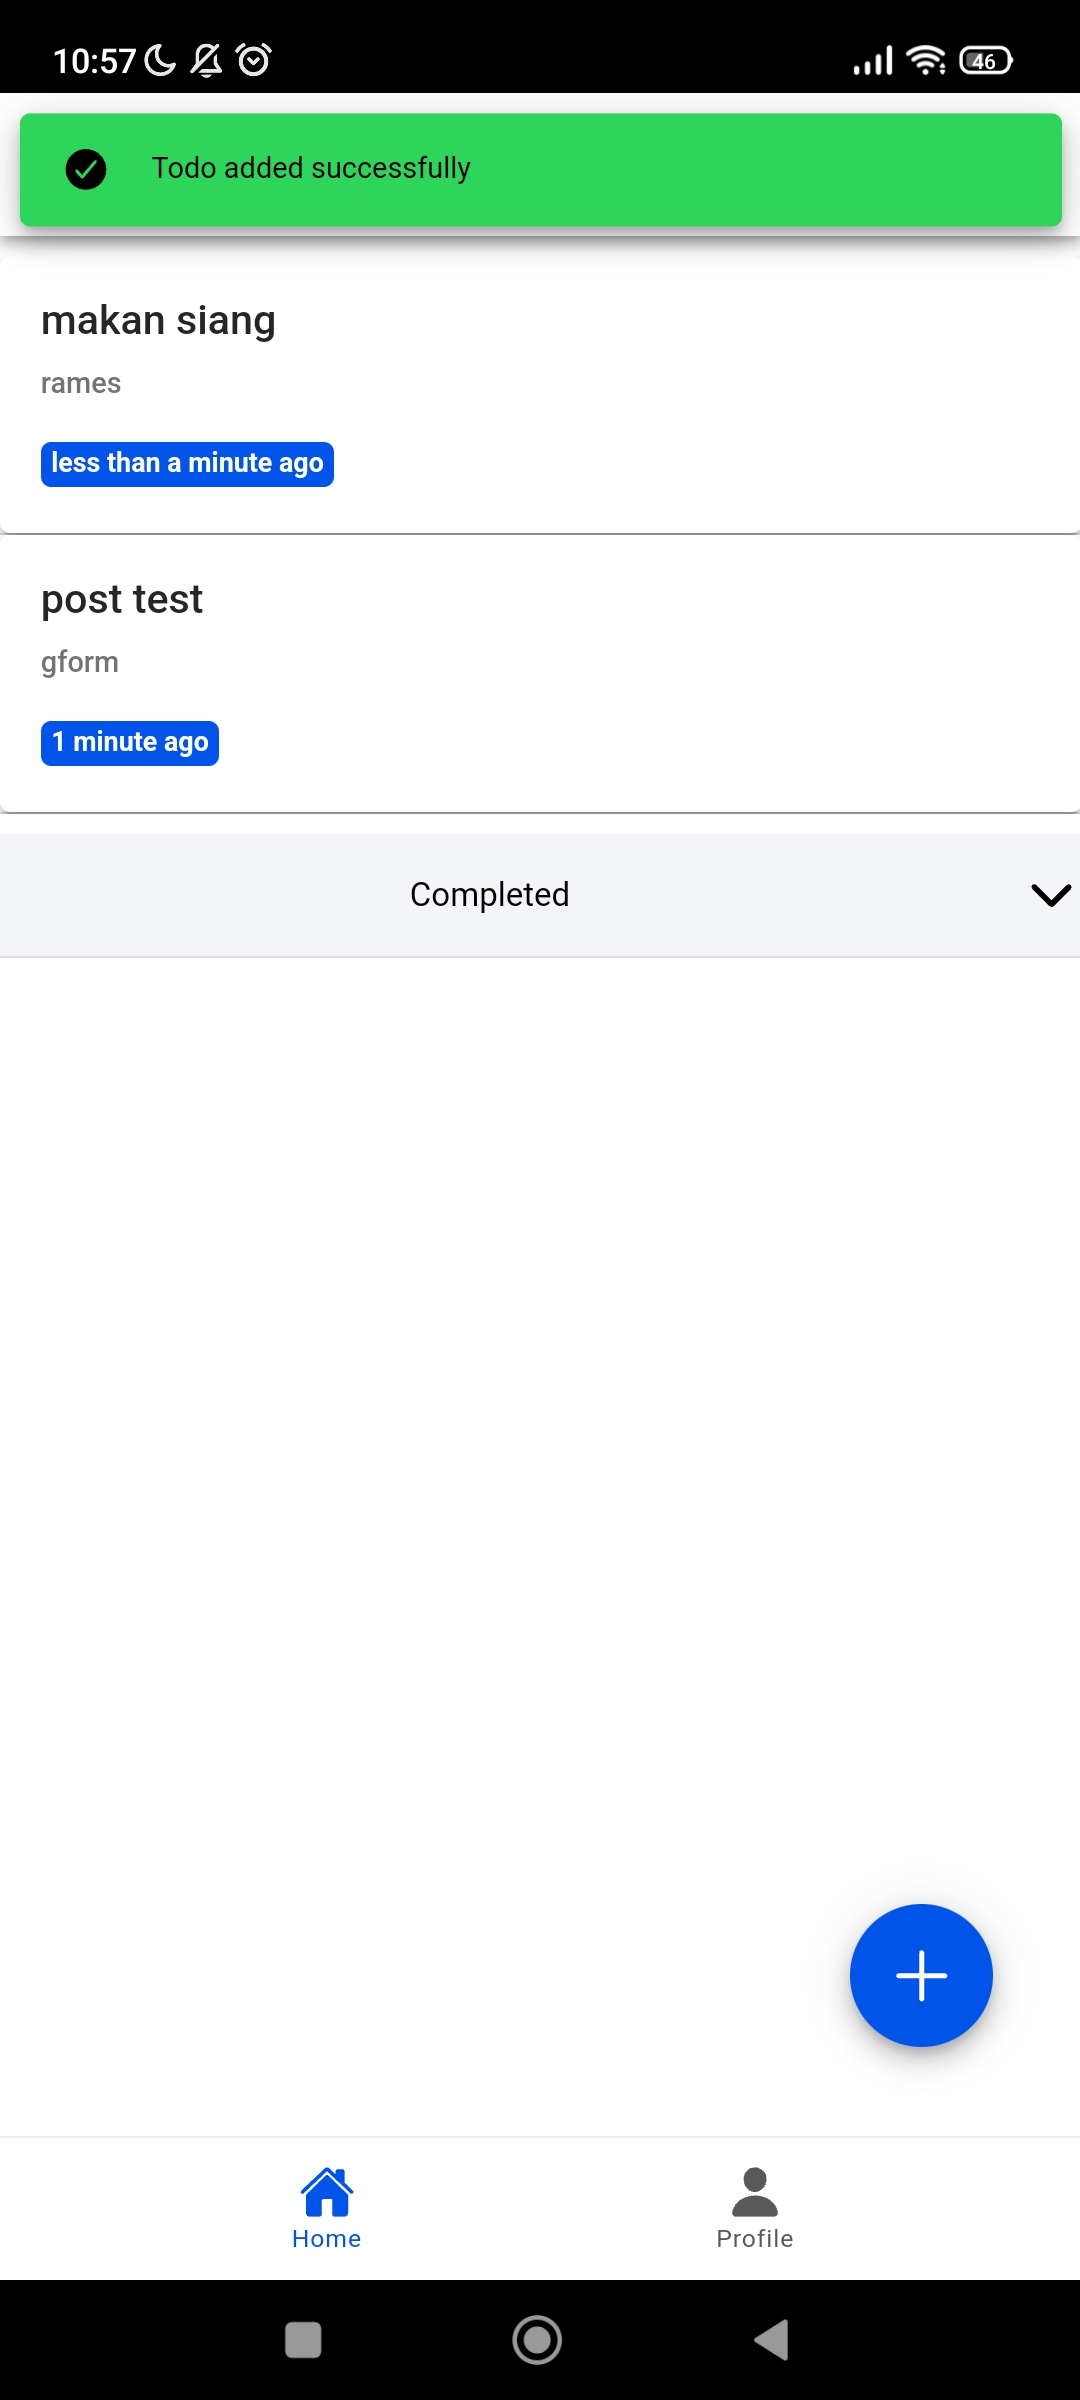 10:57
46
Todo added successfully
makan siang
rames
less than a minute ago
post test
gform
1 minute ago
Completed
Home
Profile